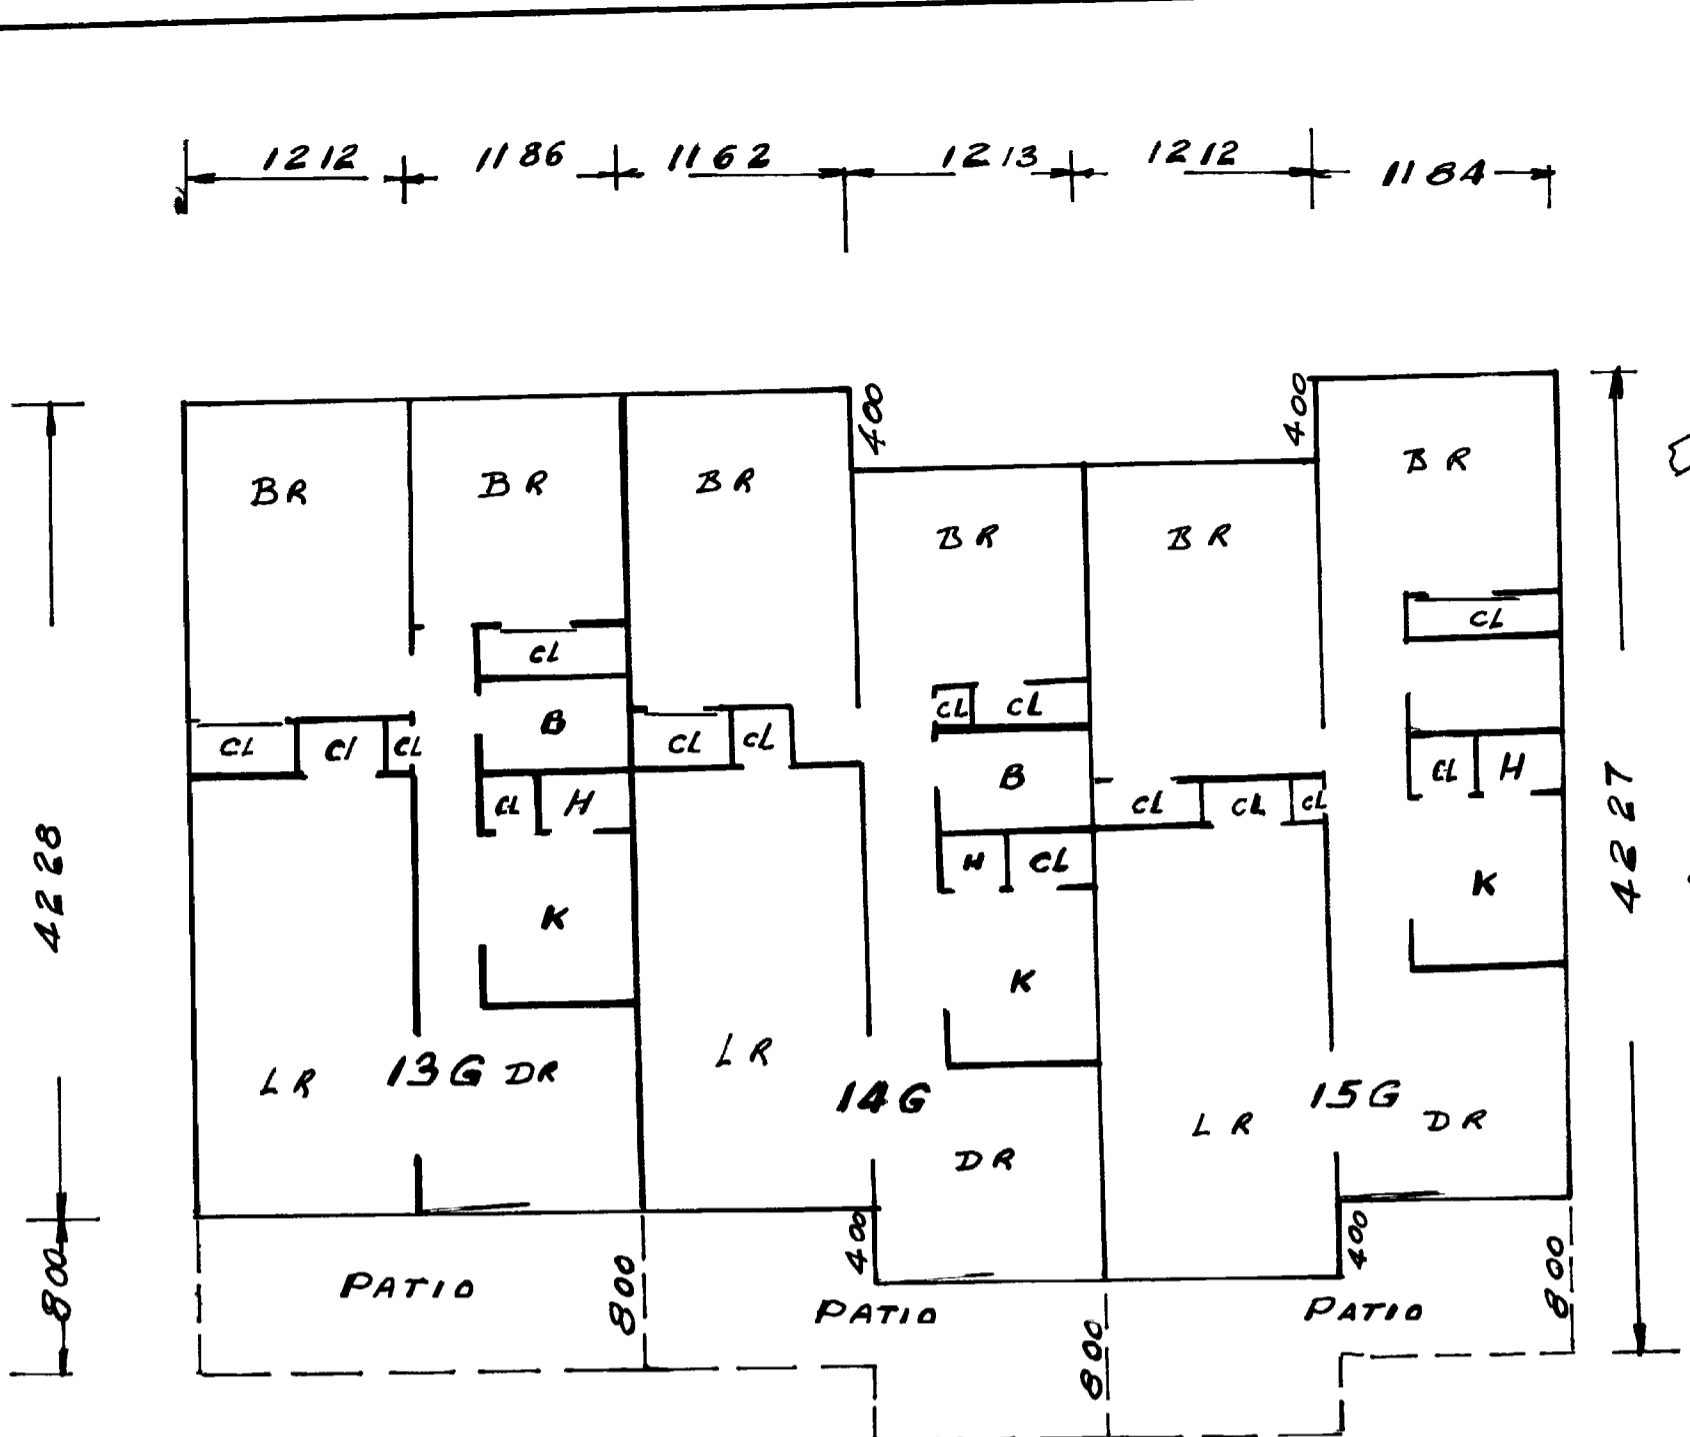 1212 1186 1162 1213 1212 1184
400 400
BR BR BR BR BR BR
CL CL
CL CL
B
CL CI CL CL CL
B
CL H
CL H
CL CL CL
H CL
4228 4227
K K K
LR 13G DR LR 14G DR LR 15G DR
400 400
800 PATIO 800 PATIO 800 PATIO 800